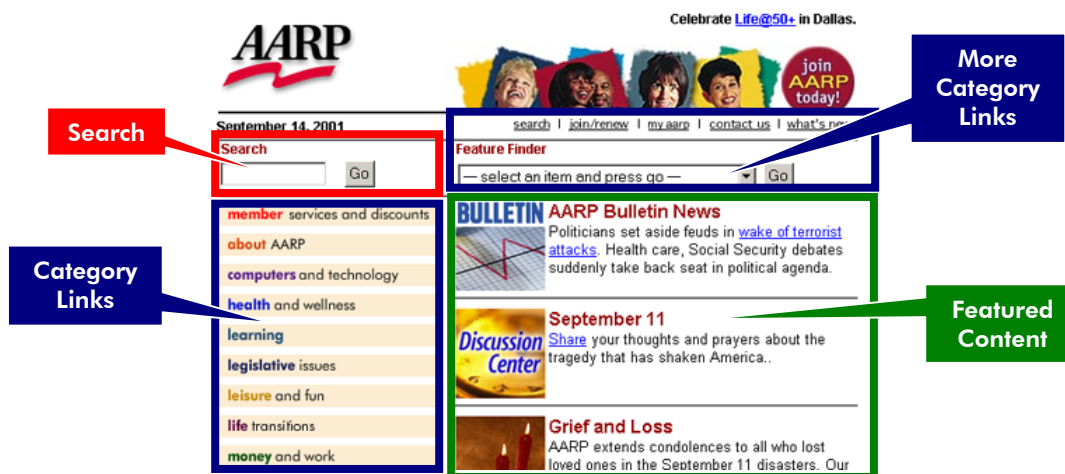 Celebrate Life@50+ in Dallas.
AARP
join
AARP
today!
More
Category
Links
September 14, 2001
search | join/renew | my aarp | contact us | what's new
Search
Search
Go
Feature Finder
— select an item and press go —
Go
Category
Links
member services and discounts
about AARP
computers and technology
health and wellness
learning
legislative issues
leisure and fun
life transitions
money and work
BULLETIN
AARP Bulletin News
Politicians set aside feuds in wake of terrorist
attacks. Health care, Social Security debates
suddenly take back seat in political agenda.
Discussion
Center
September 11
Share your thoughts and prayers about the
tragedy that has shaken America..
Featured
Content
Grief and Loss
AARP extends condolences to all who lost
loved ones in the September 11 disasters. Our